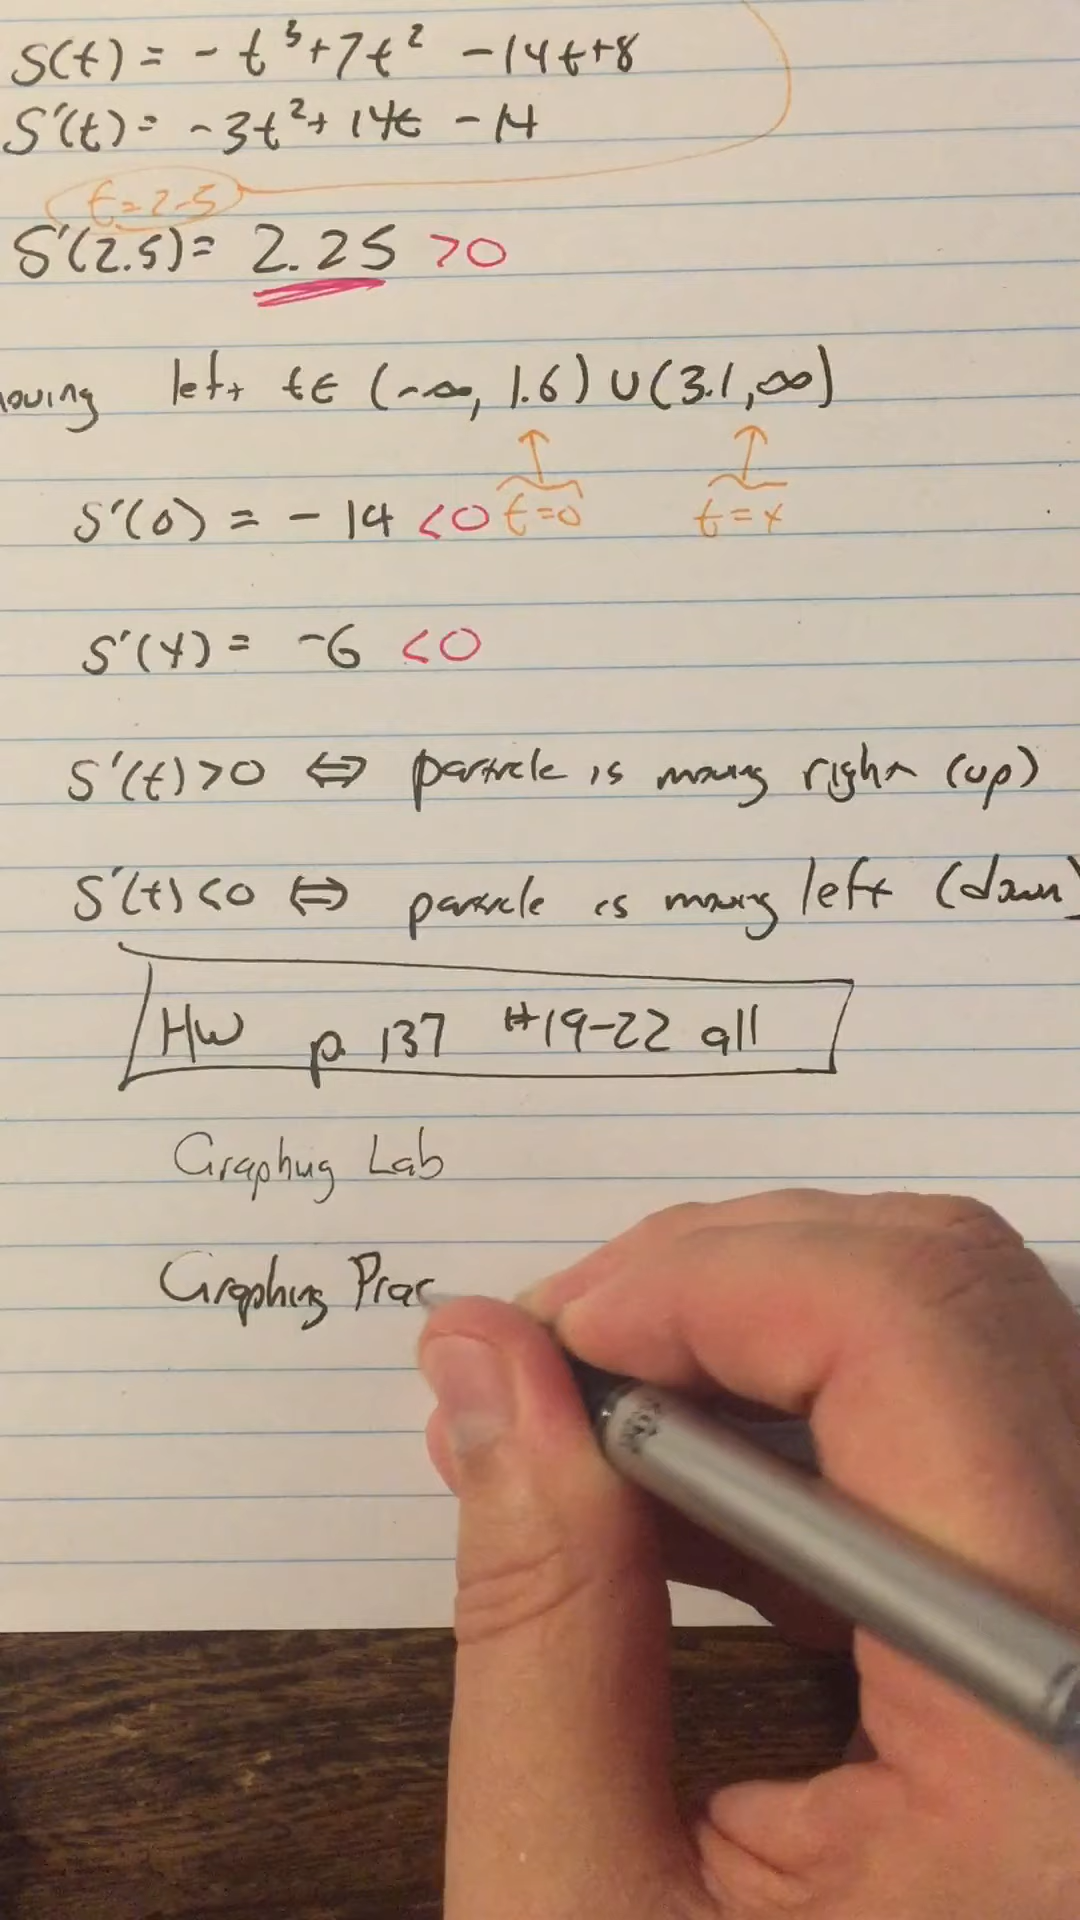 S(t) = -t³+7t² -14t+8
S'(t) = -3t²+14t -14
t=2.5
S'(2.5)= 2.25 >0
moving left t∈ (-∞, 1.6) ∪ (3.1, ∞)
S'(0) = -14 <0 t=0 t=4
S'(4) = -6 <0
S'(t)>0 ⇔ particle is moving right (up)
S'(t)<0 ⇔ particle is moving left (down)
HW p. 137 #19-22 all
Graphing Lab
Graphing Prac